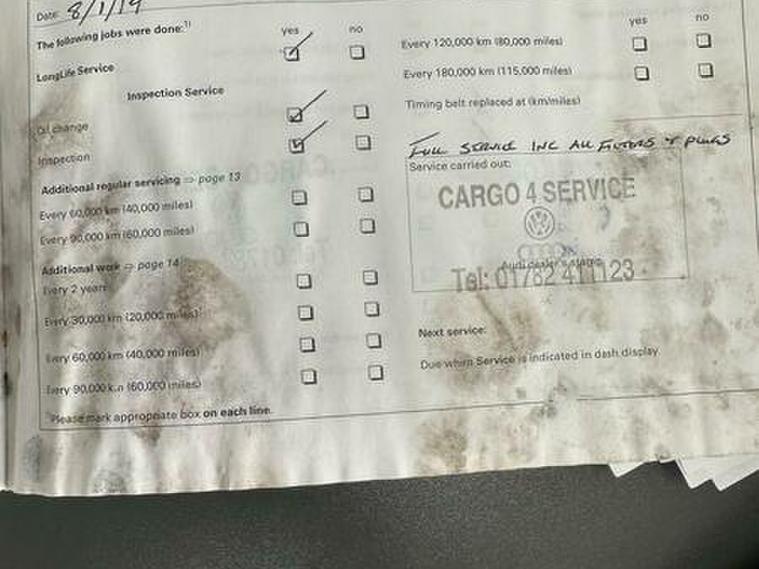 Date: 8/1/19
The following jobs were done:¹⁾
yes no
LongLife Service
Inspection Service
Oil change
Inspection
Additional regular servicing ⇒ page 13
Every 60,000 km (40,000 miles)
Every 90,000 km (60,000 miles)
Additional work ⇒ page 14
Every 2 years
Every 30,000 km (20,000 miles)
Every 60,000 km (40,000 miles)
Every 90,000 km (60,000 miles)
¹⁾Please mark appropriate box on each line.
yes no
Every 120,000 km (80,000 miles)
Every 180,000 km (115,000 miles)
Timing belt replaced at (km/miles)
FULL SERVICE INC ALL FILTERS + PLUGS
Service carried out:
CARGO 4 SERVICE
Audi dealer's stamp
Tel: 01782 411123
Next service:
Due when Service is indicated in dash display.